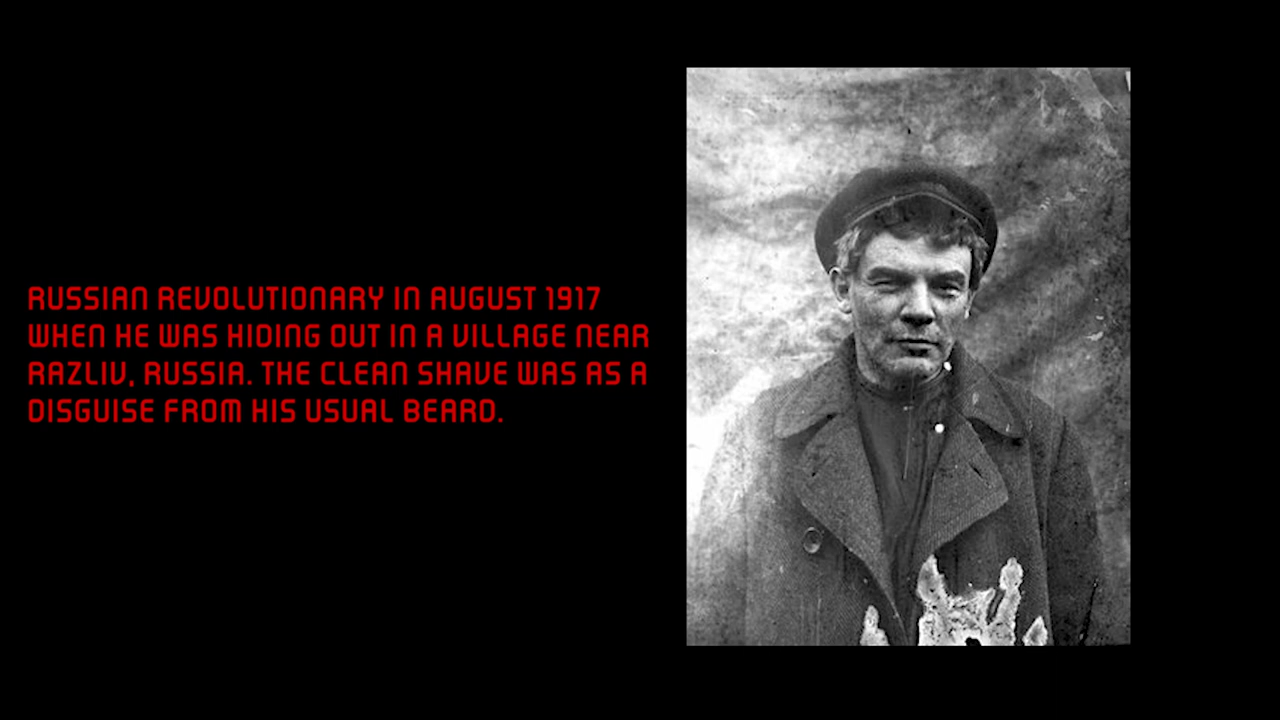 RUSSIAN REVOLUTIONARY IN AUGUST 1917
WHEN HE WAS HIDING OUT IN A VILLAGE NEAR
RAZLIV, RUSSIA. THE CLEAN SHAVE WAS AS A
DISGUISE FROM HIS USUAL BEARD.